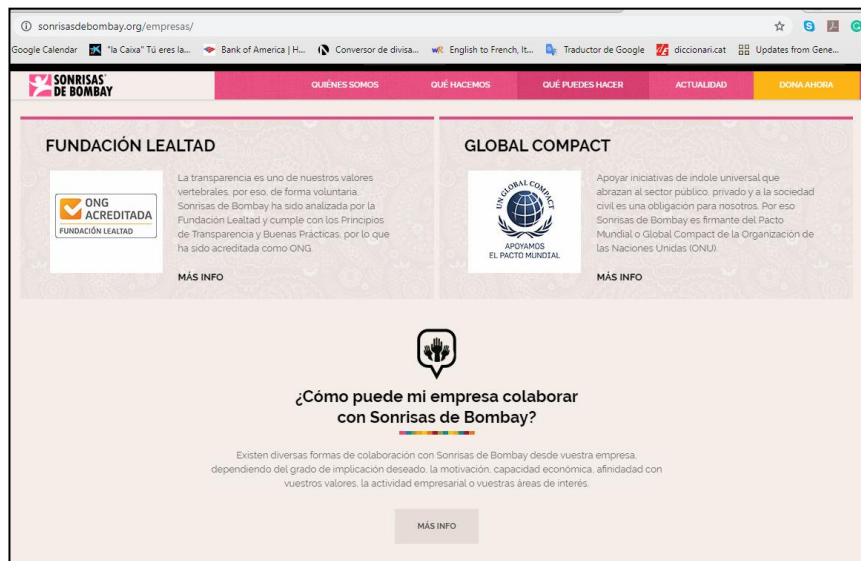 sonrisasdebombay.org/empresas/
Google Calendar "la Caixa" Tú eres la... Bank of America | H... Conversor de divisa... English to French, It... Traductor de Google diccionari.cat Updates from Gene...
SONRISAS
DE BOMBAY
QUIÉNES SOMOS QUÉ HACEMOS QUÉ PUEDES HACER ACTUALIDAD DONA AHORA
FUNDACIÓN LEALTAD
ONG
ACREDITADA
FUNDACIÓN LEALTAD
La transparencia es uno de nuestros valores
vertebrales, por eso, de forma voluntaria,
Sonrisas de Bombay ha sido analizada por la
Fundación Lealtad y cumple con los Principios
de Transparencia y Buenas Prácticas, por lo que
ha sido acreditada como ONG.
MÁS INFO
GLOBAL COMPACT
UN GLOBAL COMPACT
APOYAMOS
EL PACTO MUNDIAL
Apoyar iniciativas de índole universal que
abrazan al sector público, privado y a la sociedad
civil es una obligación para nosotros. Por eso
Sonrisas de Bombay es firmante del Pacto
Mundial o Global Compact de la Organización de
las Naciones Unidas (ONU).
MÁS INFO
¿Cómo puede mi empresa colaborar
con Sonrisas de Bombay?
Existen diversas formas de colaboración con Sonrisas de Bombay desde vuestra empresa,
dependiendo del grado de implicación deseado, la motivación, capacidad económica, afinidadad con
vuestros valores, la actividad empresarial o vuestras áreas de interés.
MÁS INFO